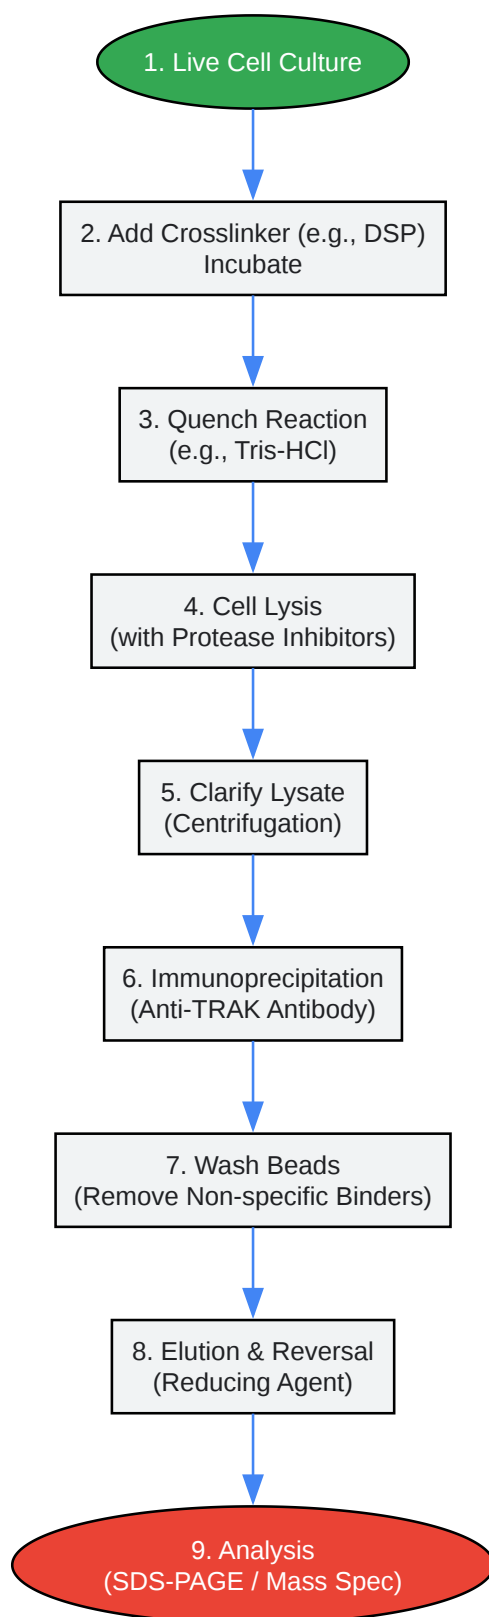 1. Live Cell Culture
2. Add Crosslinker (e.g., DSP)
Incubate
3. Quench Reaction
(e.g., Tris-HCl)
4. Cell Lysis
(with Protease Inhibitors)
5. Clarify Lysate
(Centrifugation)
6. Immunoprecipitation
(Anti-TRAK Antibody)
7. Wash Beads
(Remove Non-specific Binders)
8. Elution & Reversal
(Reducing Agent)
9. Analysis
(SDS-PAGE / Mass Spec)